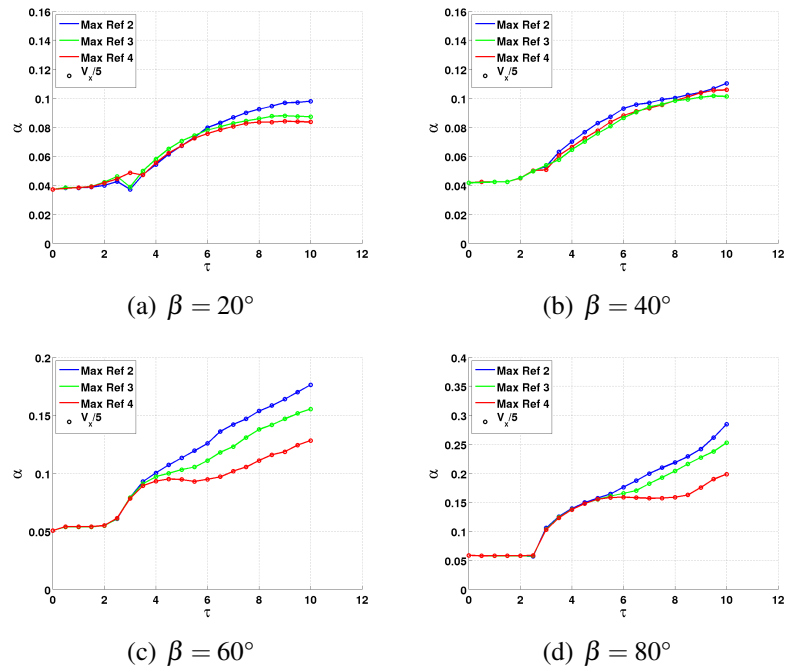 0.16
0.14
0.12
0.1
0.08
0.06
0.04
0.02
0
α
Max Ref 2
Max Ref 3
Max Ref 4
V_x/5
0 2 4 6 8 10 12
τ
(a) β = 20°
0.16
0.14
0.12
0.1
0.08
0.06
0.04
0.02
0
α
Max Ref 2
Max Ref 3
Max Ref 4
V_x/5
0 2 4 6 8 10 12
τ
(b) β = 40°
0.2
0.15
0.1
0.05
0
α
Max Ref 2
Max Ref 3
Max Ref 4
V_x/5
0 2 4 6 8 10 12
τ
(c) β = 60°
0.4
0.35
0.3
0.25
0.2
0.15
0.1
0.05
0
α
Max Ref 2
Max Ref 3
Max Ref 4
V_x/5
0 2 4 6 8 10 12
τ
(d) β = 80°